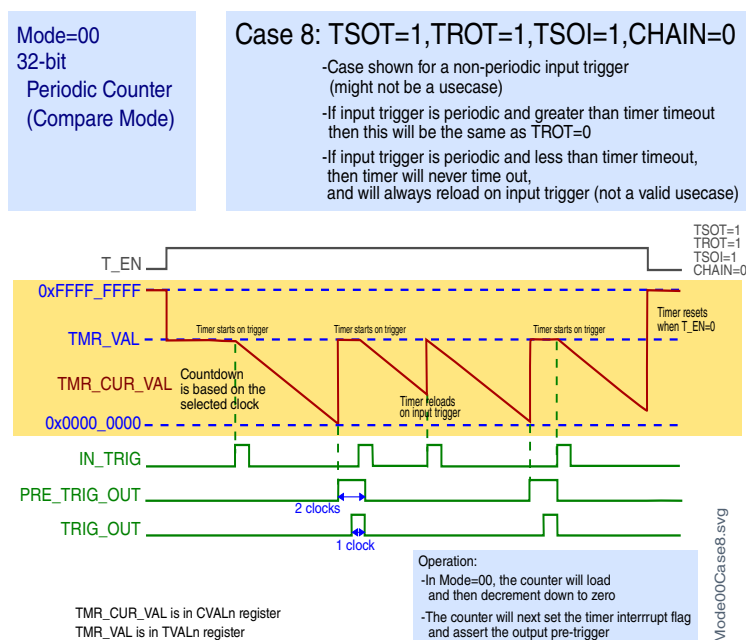 Mode=00
32-bit
Periodic Counter
(Compare Mode)
Case 8: TSOT=1,TROT=1,TSOI=1,CHAIN=0
-Case shown for a non-periodic input trigger
(might not be a usecase)
-If input trigger is periodic and greater than timer timeout
then this will be the same as TROT=0
-If input trigger is periodic and less than timer timeout,
then timer will never time out,
and will always reload on input trigger (not a valid usecase)
TSOT=1
TROT=1
TSOI=1
CHAIN=0
T_EN
0xFFFF_FFFF
Timer resets
when T_EN=0
Timer starts on trigger
Timer starts on trigger
Timer starts on trigger
TMR_VAL
TMR_CUR_VAL
Countdown
is based on the
selected clock
Timer reloads
on input trigger
0x0000_0000
IN_TRIG
PRE_TRIG_OUT
2 clocks
TRIG_OUT
1 clock
Operation:
-In Mode=00, the counter will load
and then decrement down to zero
-The counter will next set the timer interrrupt flag
and assert the output pre-trigger
TMR_CUR_VAL is in CVALn register
TMR_VAL is in TVALn register
Mode00Case8.svg